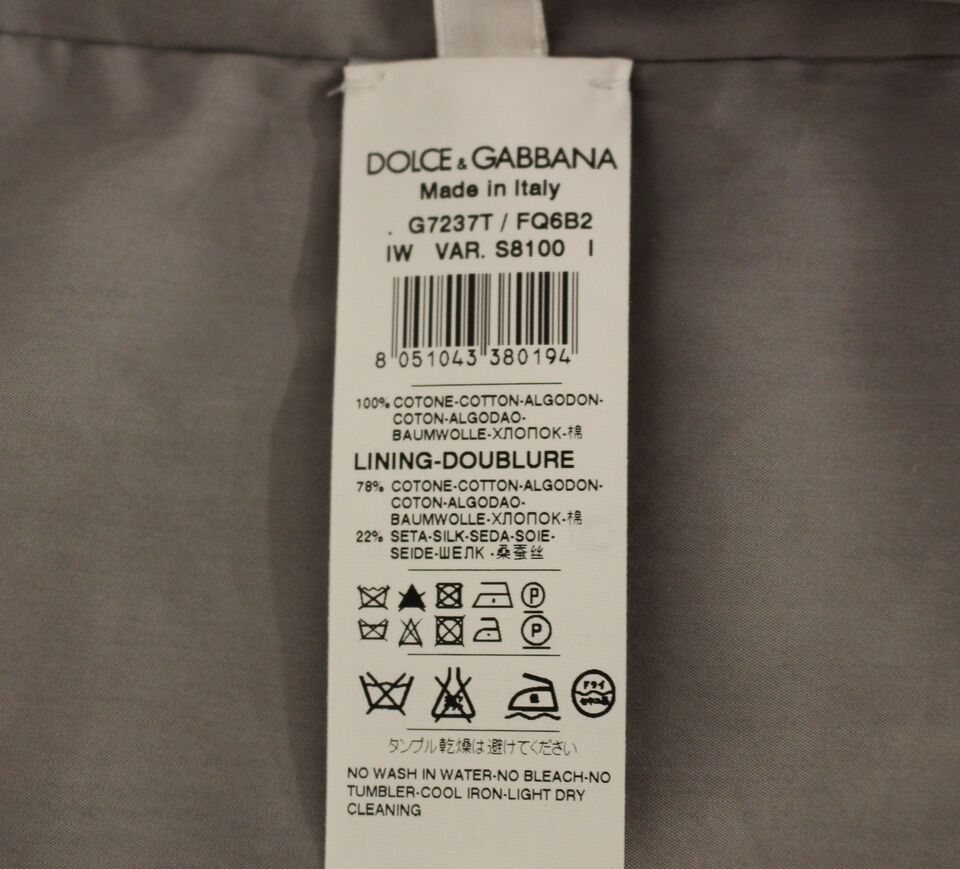 DOLCE & GABBANA
Made in Italy
. G7237T / FQ6B2
IW VAR. S8100 I
8 051043 380194
100% COTONE-COTTON-ALGODON-
COTON-ALGODAO-
BAUMWOLLE-ХЛОПОК-棉
LINING-DOUBLURE
78% COTONE-COTTON-ALGODON-
COTON-ALGODAO-
BAUMWOLLE-ХЛОПОК-棉
22% SETA-SILK-SEDA-SOIE-
SEIDE-ШЕЛК -桑蚕丝
P
P
ドライ
タンブル乾燥は避けてください
NO WASH IN WATER-NO BLEACH-NO
TUMBLER-COOL IRON-LIGHT DRY
CLEANING